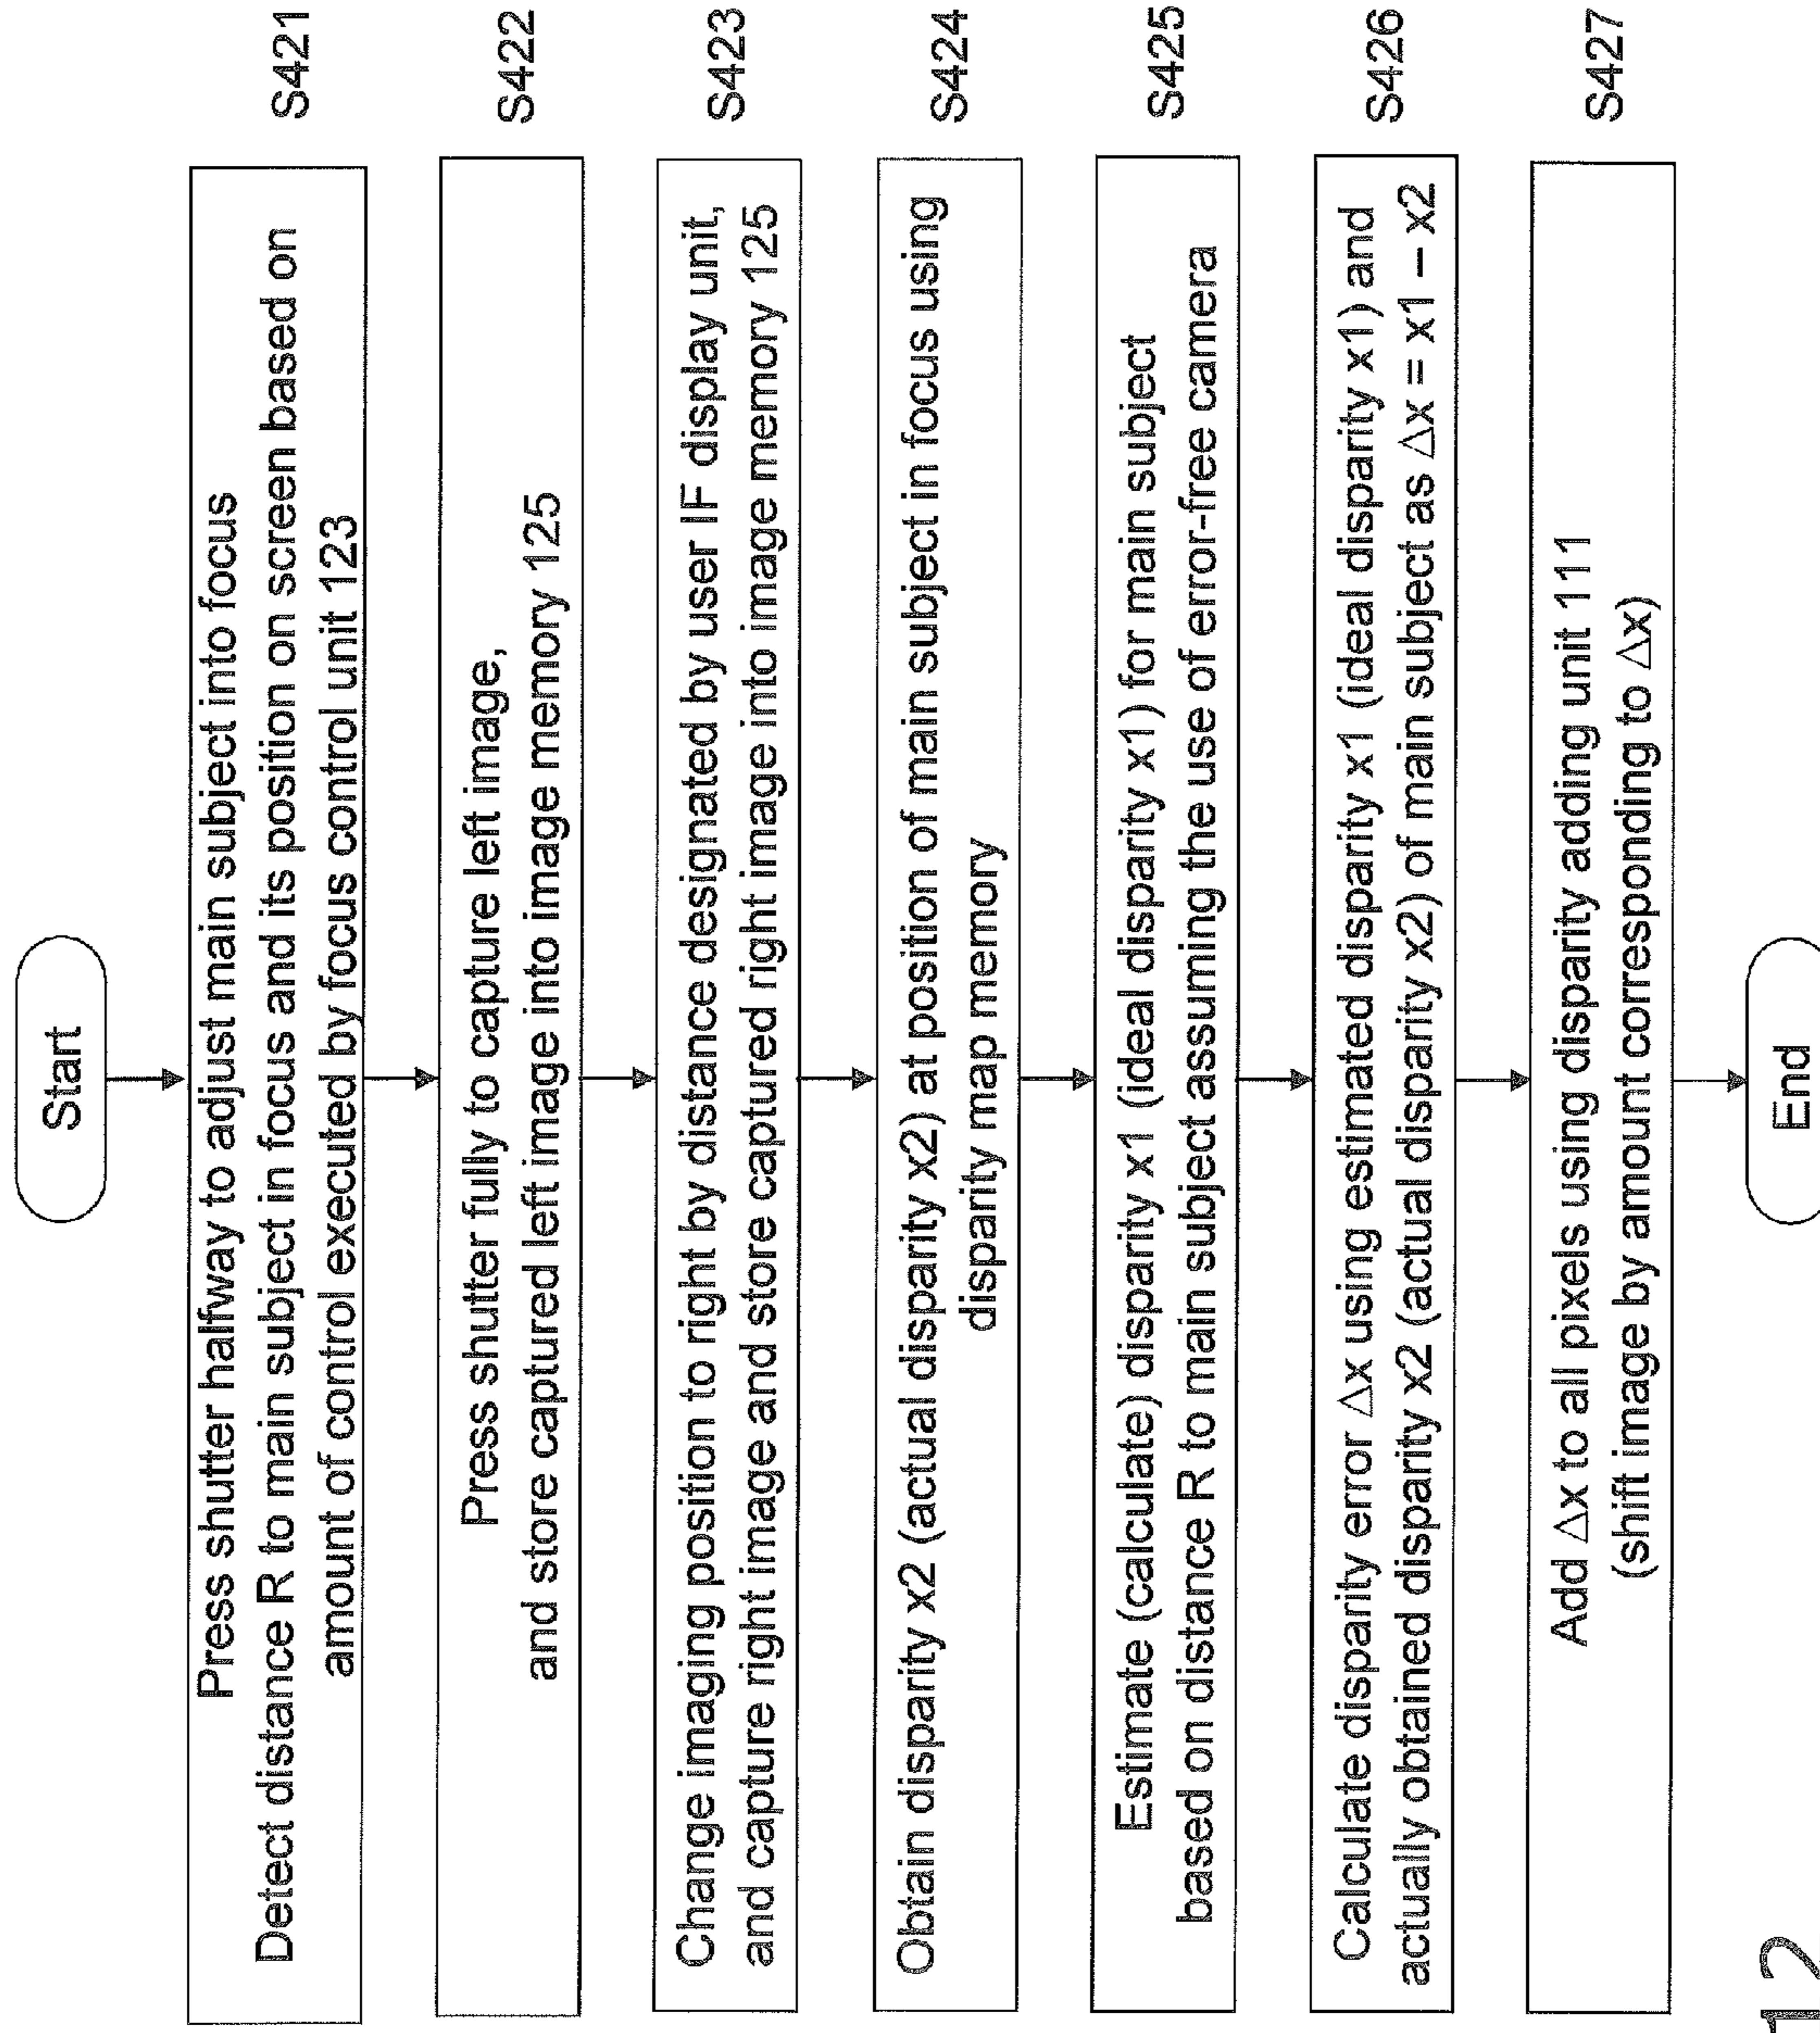 Start
Press shutter halfway to adjust main subject into focus
Detect distance R to main subject in focus and its position on screen based on
amount of control executed by focus control unit 123
S421
Press shutter fully to capture left image,
and store captured left image into image memory 125
S422
Change imaging position to right by distance designated by user IF display unit,
and capture right image and store captured right image into image memory 125
S423
Obtain disparity x2 (actual disparity x2) at position of main subject in focus using
disparity map memory
S424
Estimate (calculate) disparity x1 (ideal disparity x1) for main subject
based on distance R to main subject assuming the use of error-free camera
S425
Calculate disparity error △x using estimated disparity x1 (ideal disparity x1) and
actually obtained disparity x2 (actual disparity x2) of main subject as △x = x1 – x2
S426
Add △x to all pixels using disparity adding unit 111
(shift image by amount corresponding to △x)
S427
End
12